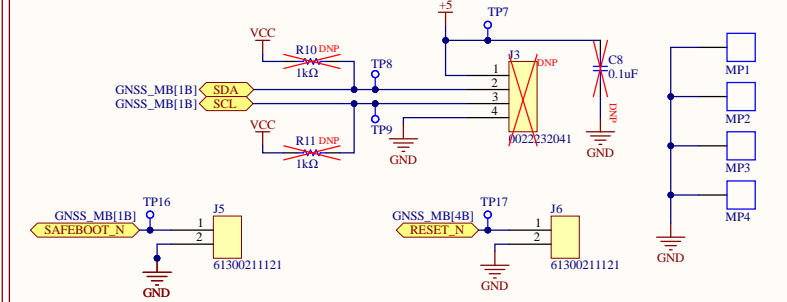 +5
TP7
VCC
R10 DNP
1kΩ
TP8
J3
DNP
C8
0.1uF
DNP
MP1
GNSS_MB[1B] SDA
GNSS_MB[1B] SCL
1
2
3
4
TP9
VCC
R11 DNP
1kΩ
GND
0022232041
GND
MP2
MP3
MP4
GND
TP16
J5
GNSS_MB[1B]
SAFEBOOT_N
1
2
61300211121
GND
TP17
J6
GNSS_MB[4B]
RESET_N
1
2
61300211121
GND